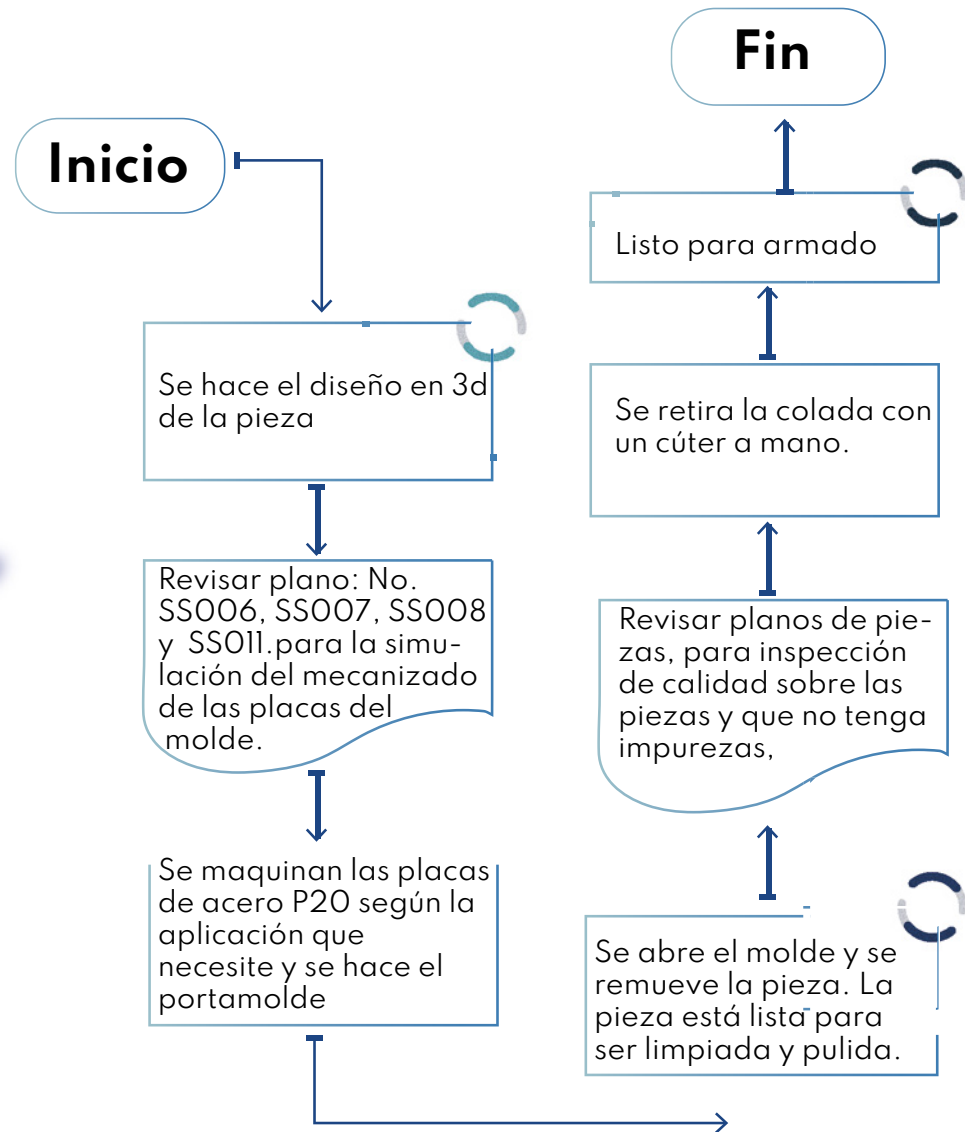 Inicio
Se hace el diseño en 3d
de la pieza
Revisar plano: No.
SS006, SS007, SS008
y SS011.para la simu-
lación del mecanizado
de las placas del
molde.
Se maquinan las placas
de acero P20 según la
aplicación que
necesite y se hace el
portamolde
Se abre el molde y se
remueve la pieza. La
pieza está lista para
ser limpiada y pulida.
Revisar planos de pie-
zas, para inspección
de calidad sobre las
piezas y que no tenga
impurezas,
Se retira la colada con
un cúter a mano.
Listo para armado
Fin